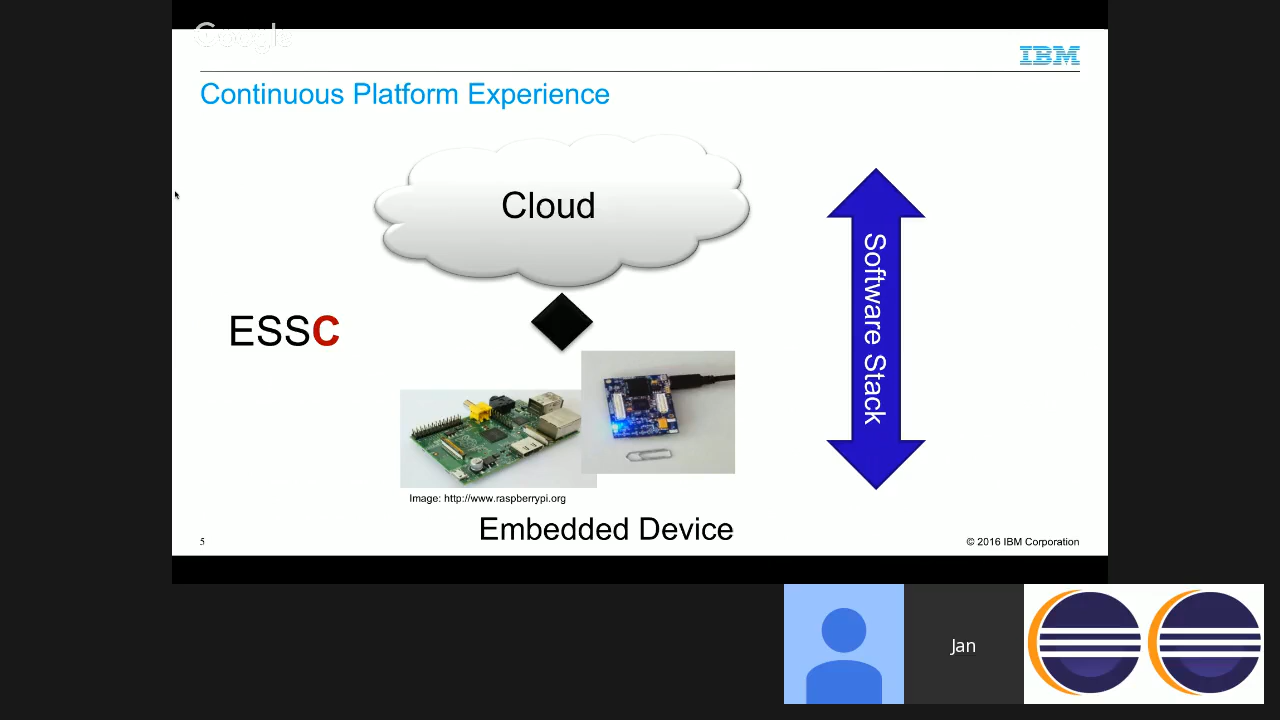 Google
IBM
Continuous Platform Experience
Cloud
Software Stack
ESSC
Image: http://www.raspberrypi.org
Embedded Device
5
© 2016 IBM Corporation
Jan